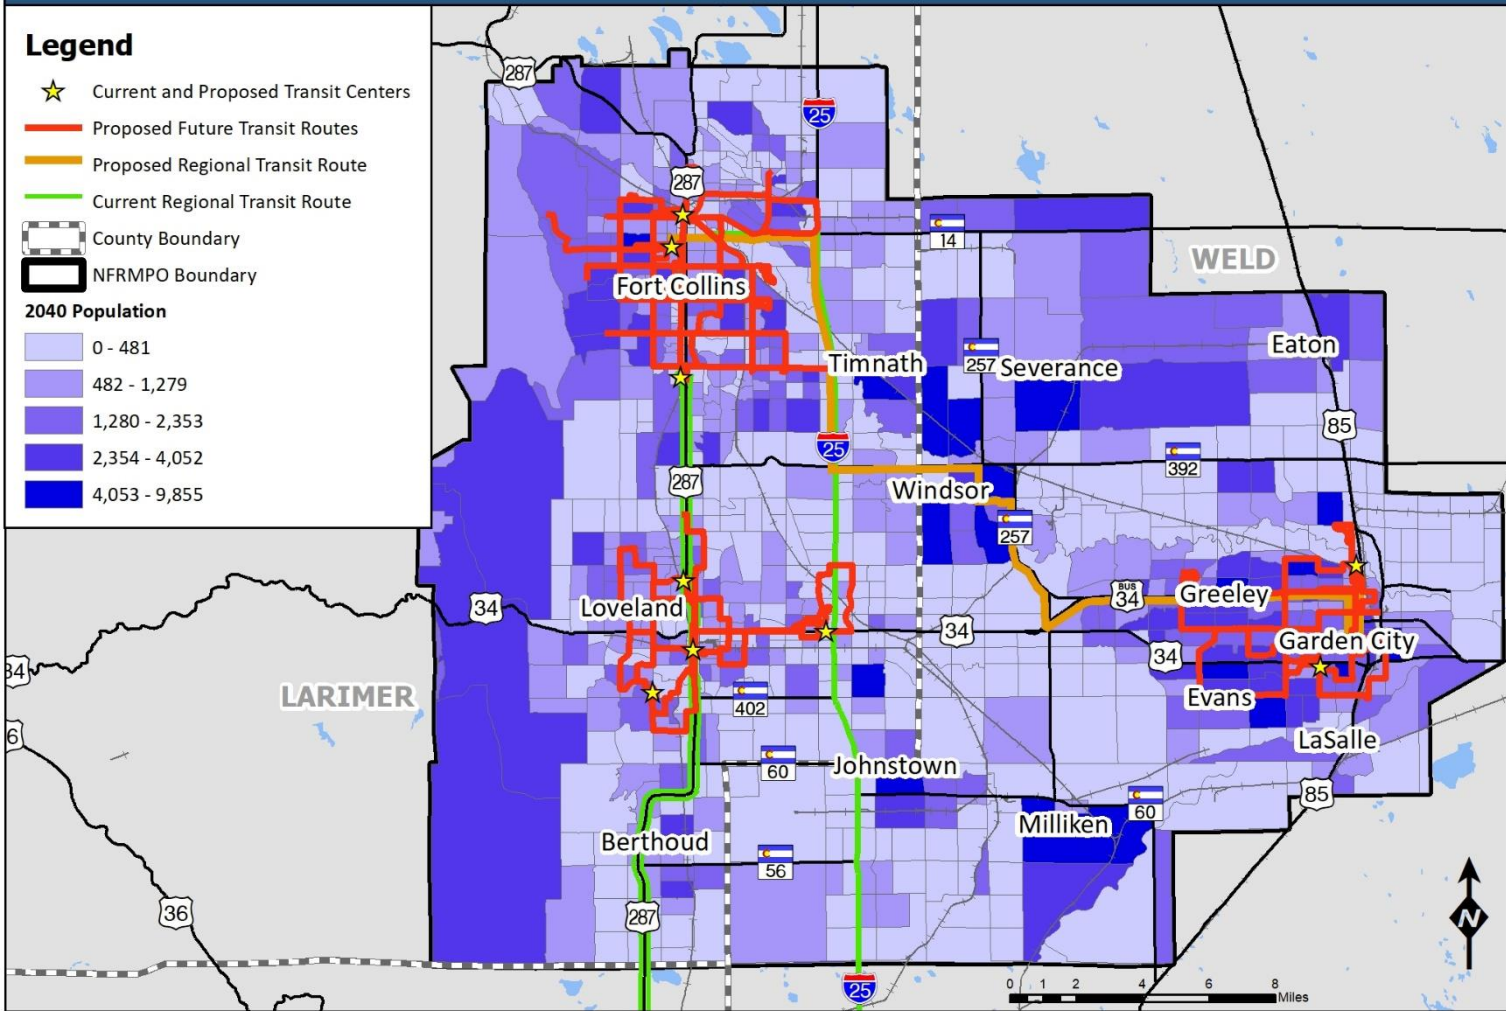 Legend
Current and Proposed Transit Centers
Proposed Future Transit Routes
Proposed Regional Transit Route
Current Regional Transit Route
County Boundary
NFRMPO Boundary
2040 Population
0 - 481
482 - 1,279
1,280 - 2,353
2,354 - 4,052
4,053 - 9,855
287
25
287
14
WELD
Fort Collins
Eaton
257
Timnath
Severance
85
25
392
287
Windsor
257
BUS
34
Greeley
34
Loveland
34
Garden City
34
34
LARIMER
402
Evans
6
LaSalle
60
Johnstown
85
60
Milliken
Berthoud
56
36
287
N
25
0 1 2 4 6 8
Miles